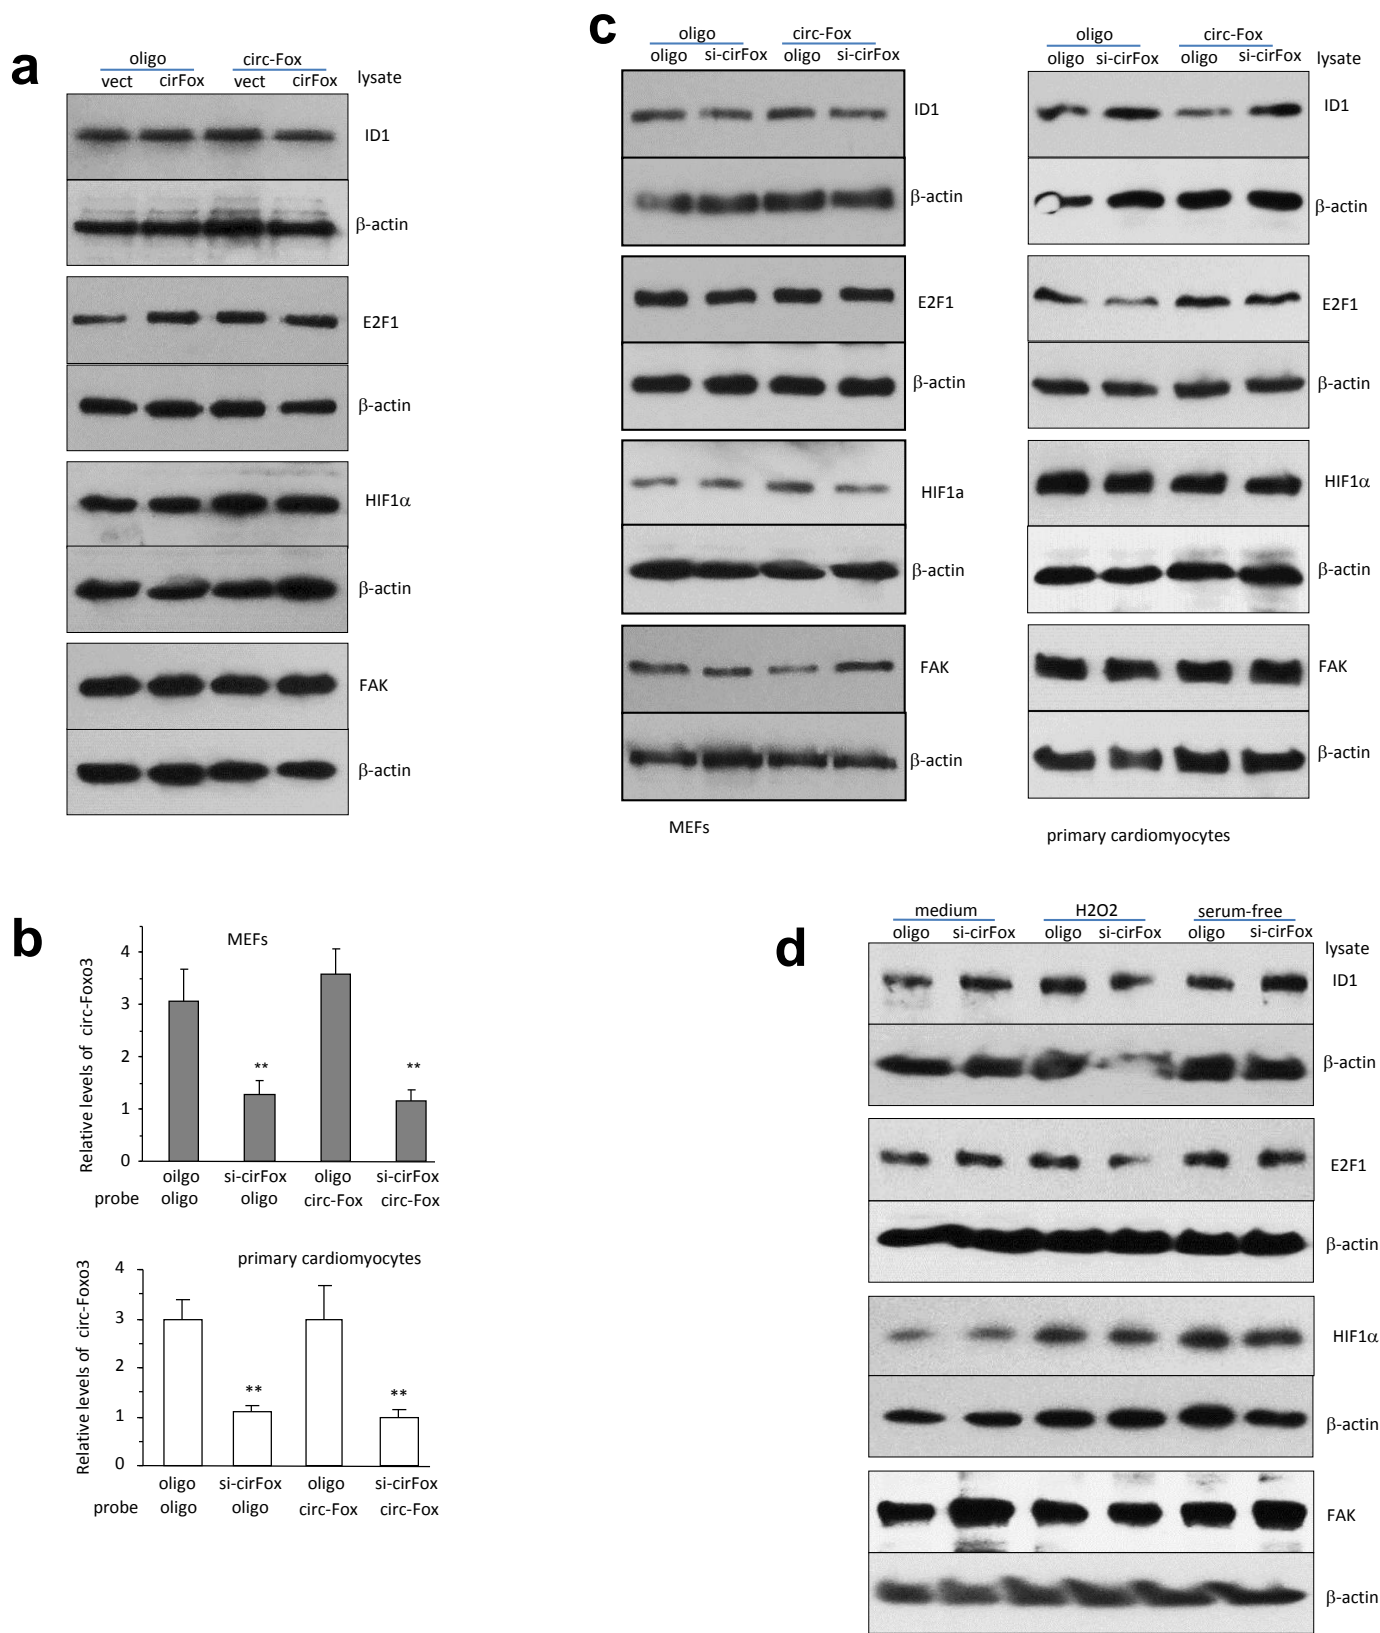 a
oligo circ-Fox
vect cirFox vect cirFox lysate
ID1
β-actin
E2F1
β-actin
HIF1α
β-actin
FAK
β-actin
c
oligo circ-Fox
oligo si-cirFox oligo si-cirFox
ID1
β-actin
E2F1
β-actin
HIF1a
β-actin
FAK
β-actin
MEFs
oligo circ-Fox
oligo si-cirFox oligo si-cirFox lysate
ID1
β-actin
E2F1
β-actin
HIF1α
β-actin
FAK
β-actin
primary cardiomyocytes
b
MEFs
Relative levels of circ-Foxo3
4
3
2
1
0
** **
oilgo si-cirFox oligo si-cirFox
probe oligo oligo circ-Fox circ-Fox
primary cardiomyocytes
Relative levels of circ-Foxo3
4
3
2
1
0
** **
oligo si-cirFox oligo si-cirFox
probe oligo oligo circ-Fox circ-Fox
d
medium H2O2 serum-free
oligo si-cirFox oligo si-cirFox oligo si-cirFox
lysate
ID1
β-actin
E2F1
β-actin
HIF1α
β-actin
FAK
β-actin